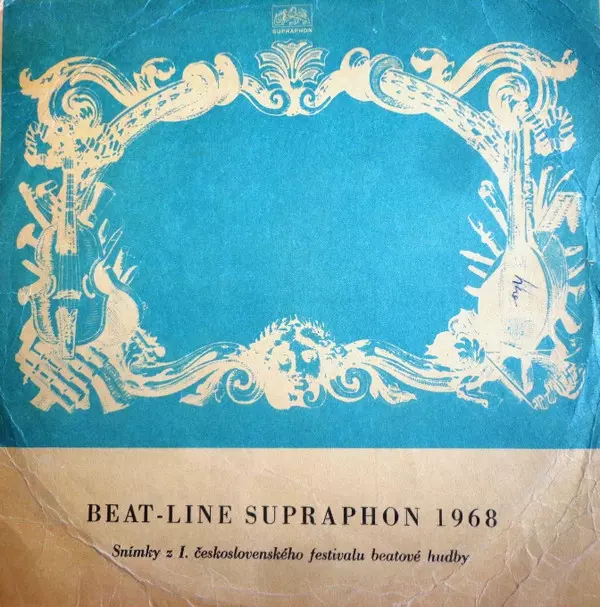 SUPRAPHON
BEAT-LINE SUPRAPHON 1968
Snímky z I. československého festivalu beatové hudby